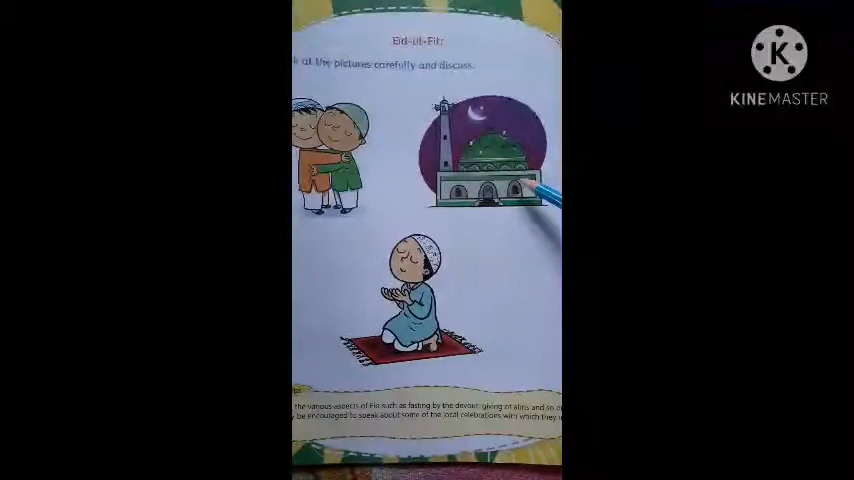 Eid-ul-Fitr
k at the pictures carefully and discuss.
KINEMASTER
ps
the various aspects of Eid such as fasting by the devout, giving of alms and so o
be encouraged to speak about some of the local celebrations with which they